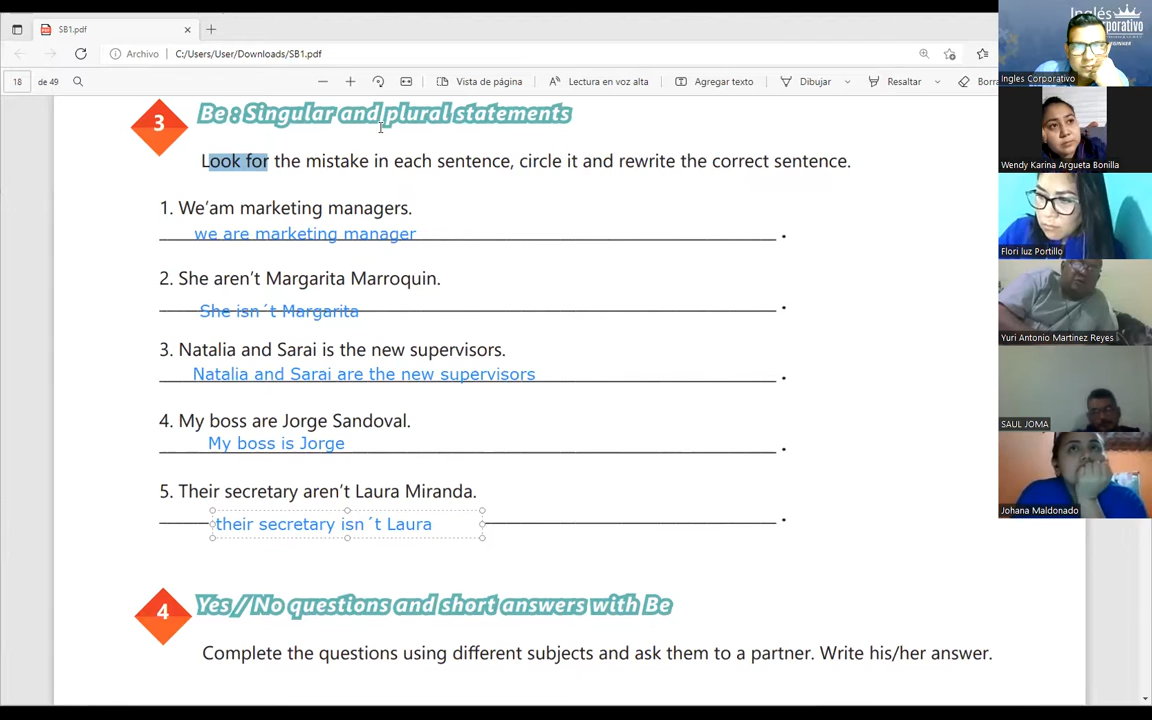 SB1.pdf
Archivo
C:/Users/User/Downloads/SB1.pdf
18
de 49
Vista de página
Lectura en voz alta
Agregar texto
Dibujar
Resaltar
Borra
3
Be : Singular and plural statements
Look for the mistake in each sentence, circle it and rewrite the correct sentence.
1. We'am marketing managers.
we are marketing manager
2. She aren't Margarita Marroquin.
She isn´t Margarita
3. Natalia and Sarai is the new supervisors.
Natalia and Sarai are the new supervisors
4. My boss are Jorge Sandoval.
My boss is Jorge
5. Their secretary aren't Laura Miranda.
their secretary isn´t Laura
4
Yes / No questions and short answers with Be
Complete the questions using different subjects and ask them to a partner. Write his/her answer.
Inglés
Ingles Corporativo
Wendy Karina Argueta Bonilla
Flori luz Portillo
Yuri Antonio Martinez Reyes
SAUL JOMA
Johana Maldonado